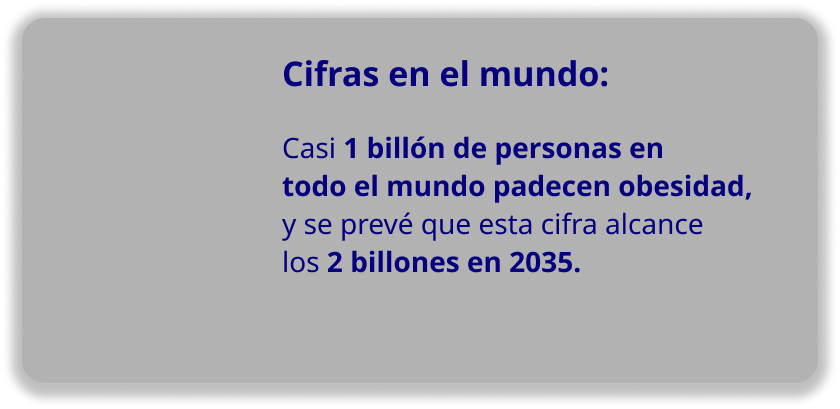 Cifras en el mundo:
Casi 1 billón de personas en
todo el mundo padecen obesidad,
y se prevé que esta cifra alcance
los 2 billones en 2035.